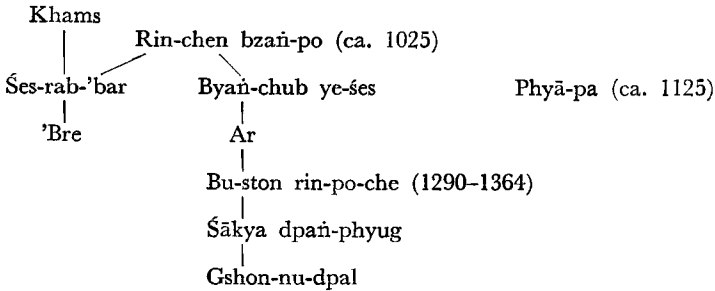 Khams
Rin-chen bzaṅ-po (ca. 1025)
Śes-rab-’bar Byaṅ-chub ye-śes Phyā-pa (ca. 1125)
’Bre Ar
Bu-ston rin-po-che (1290–1364)
Śākya dpaṅ-phyug
Gshon-nu-dpal